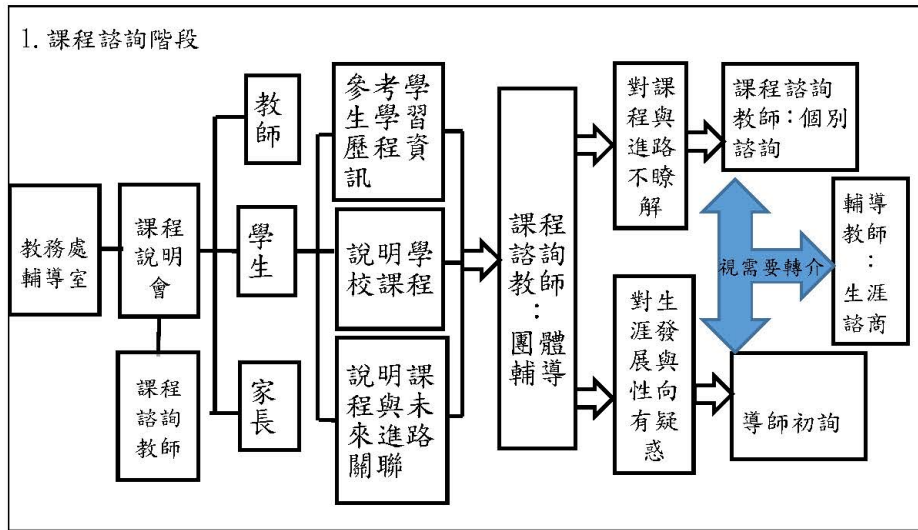 1. 課程諮詢階段
教務處
輔導室
課程
說明
會
課程
諮詢
教師
教
師
學
生
家
長
參考學
生學習
歷程資
訊
說明學
校課程
說明課
程與未
來進路
關聯
課程
諮詢
教師
：
團體
輔導
對課
程與
進路
不瞭
解
課程諮詢
教師：個別
諮詢
對生
涯發
展與
性向
有疑
惑
導師初詢
視需要轉介
輔導
教師
：
生涯
諮商